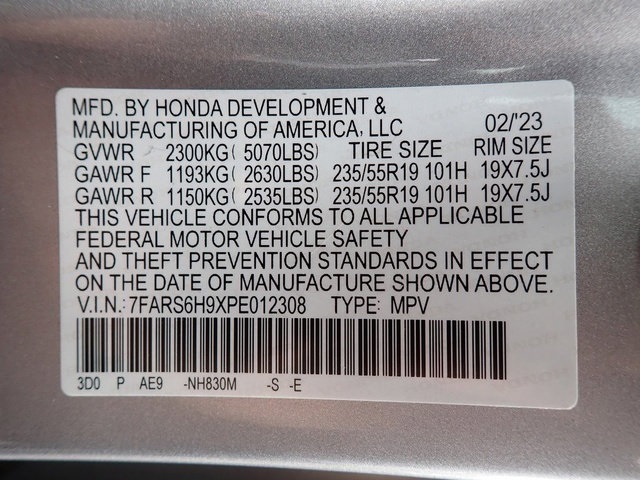 MFD. BY HONDA DEVELOPMENT &
MANUFACTURING OF AMERICA, LLC 02/'23
GVWR 2300KG( 5070LBS) TIRE SIZE RIM SIZE
GAWR F 1193KG( 2630LBS) 235/55R19 101H 19X7.5J
GAWR R 1150KG( 2535LBS) 235/55R19 101H 19X7.5J
THIS VEHICLE CONFORMS TO ALL APPLICABLE
FEDERAL MOTOR VEHICLE SAFETY
AND THEFT PREVENTION STANDARDS IN EFFECT
ON THE DATE OF MANUFACTURE SHOWN ABOVE.
V.I.N.:7FARS6H9XPE012308 TYPE: MPV
3D0 P AE9 -NH830M -S -E